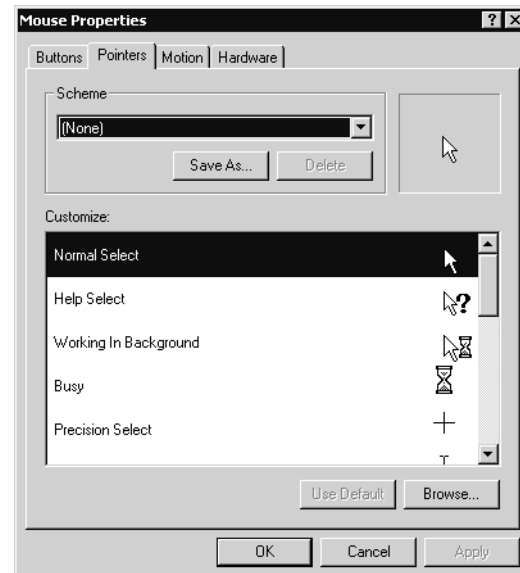 Mouse Properties
Buttons Pointers Motion Hardware
Scheme
(None)
Save As... Delete
Customize:
Normal Select
Help Select
Working In Background
Busy
Precision Select
Use Default Browse...
OK Cancel Apply